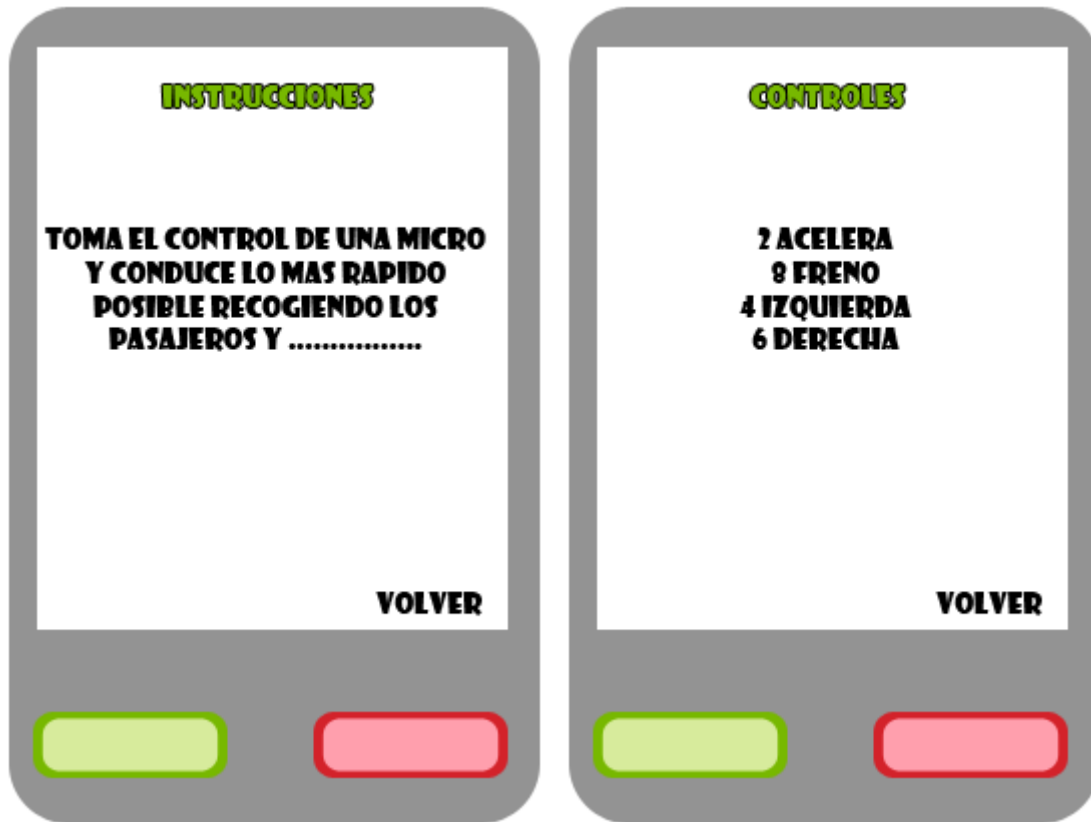 INSTRUCCIONES
TOMA EL CONTROL DE UNA MICRO
Y CONDUCE LO MAS RAPIDO
POSIBLE RECOGIENDO LOS
PASAJEROS Y ................
VOLVER
CONTROLES
2 ACELERA
8 FRENO
4 IZQUIERDA
6 DERECHA
VOLVER